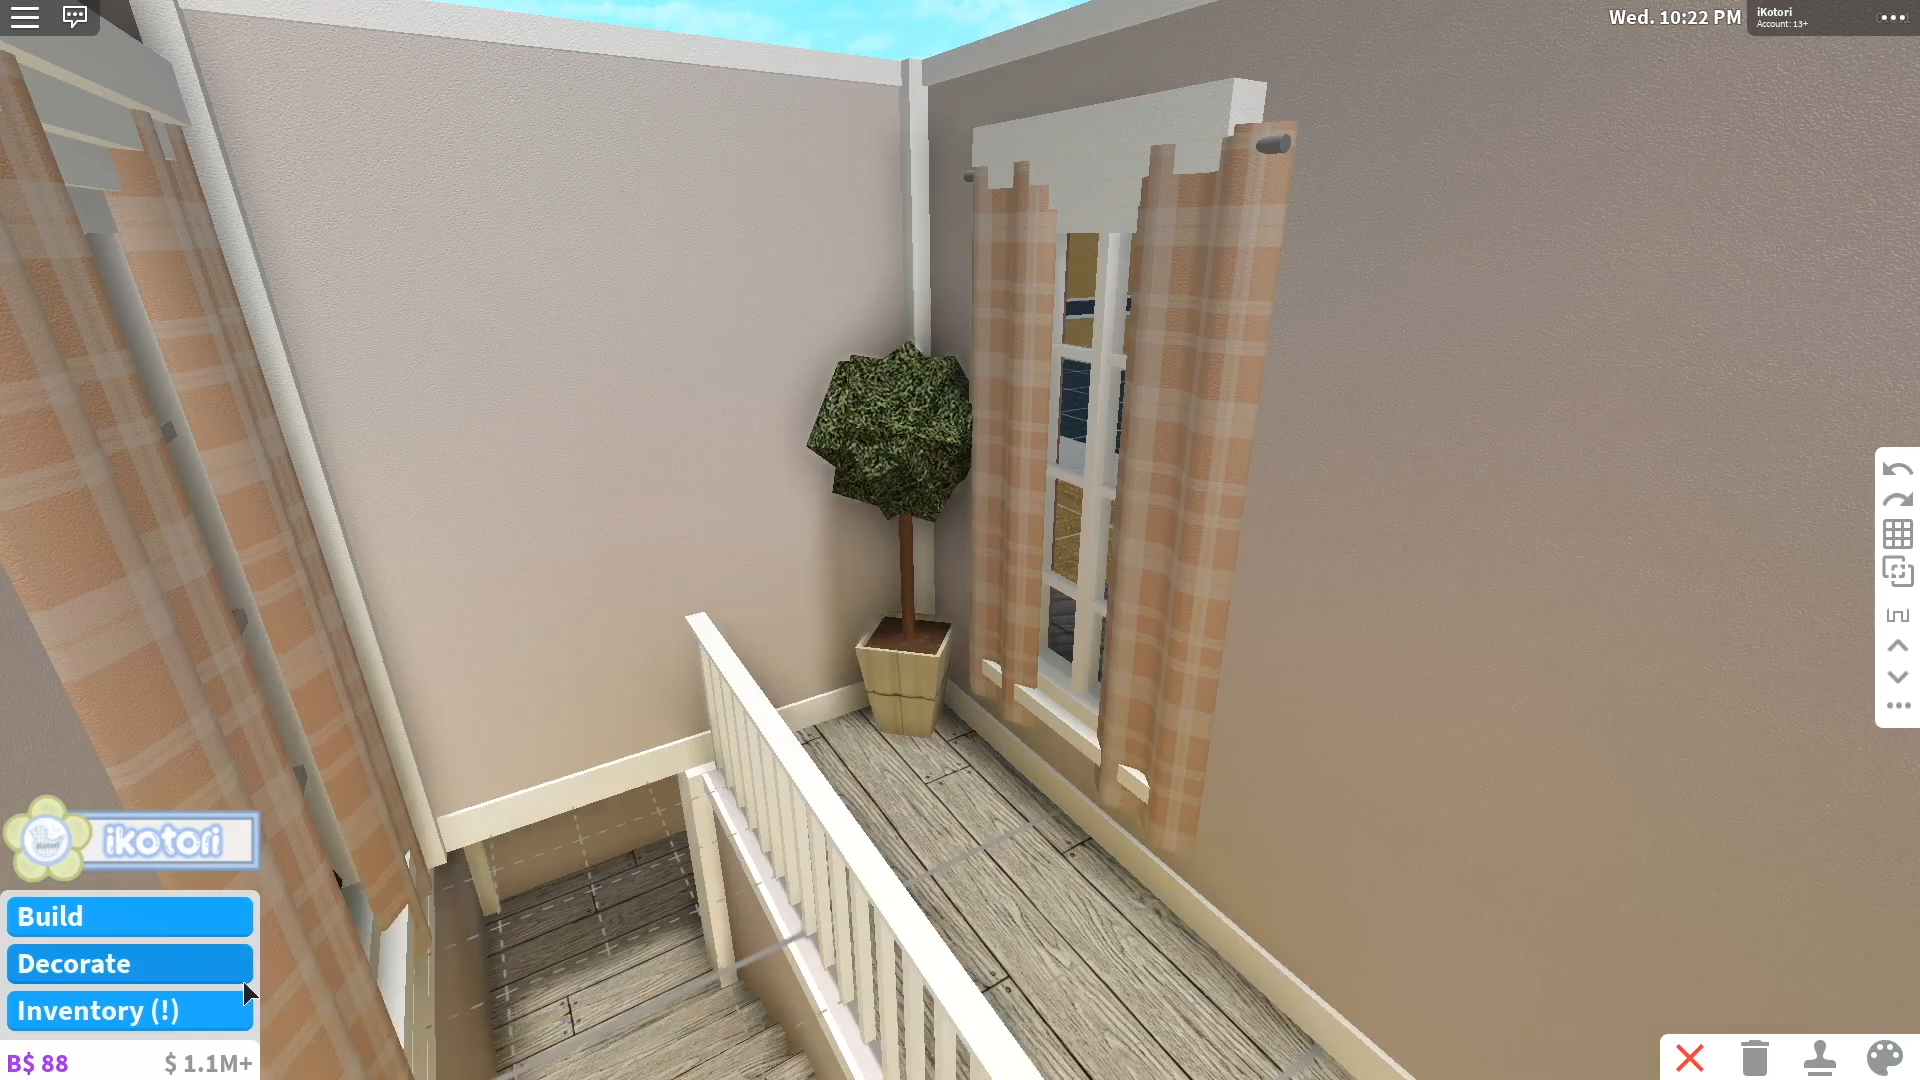 Wed. 10:22 PM
iKotori
Account: 13+
ikotori
Build
Decorate
Inventory (!)
B$ 88
$ 1.1M+